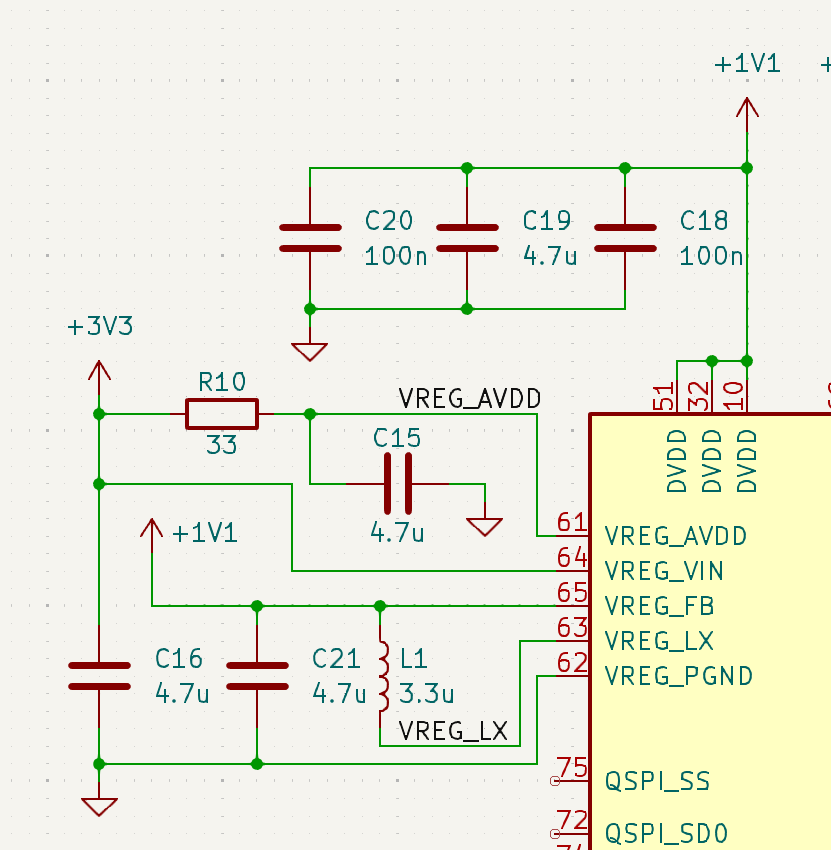 +1V1
C20
100n
C19
4.7u
C18
100n
+3V3
R10
33
VREG_AVDD
C15
4.7u
51
32
10
DVDD
DVDD
DVDD
+1V1
61
VREG_AVDD
64
VREG_VIN
65
VREG_FB
63
VREG_LX
62
VREG_PGND
C16
4.7u
C21
4.7u
L1
3.3u
VREG_LX
75
QSPI_SS
72
QSPI_SD0